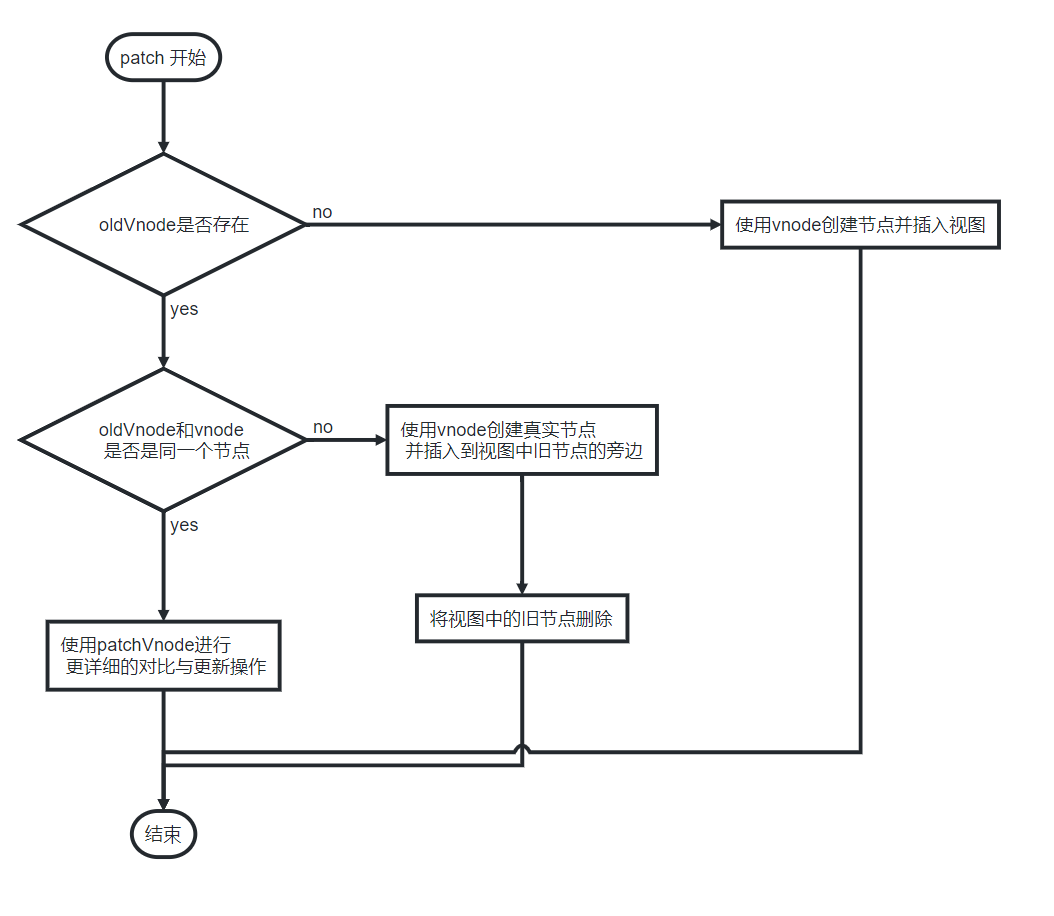 patch 开始
oldVnode是否存在
no
使用vnode创建节点并插入视图
yes
oldVnode和vnode
是否是同一个节点
no
使用vnode创建真实节点
并插入到视图中旧节点的旁边
yes
将视图中的旧节点删除
使用patchVnode进行
更详细的对比与更新操作
结束